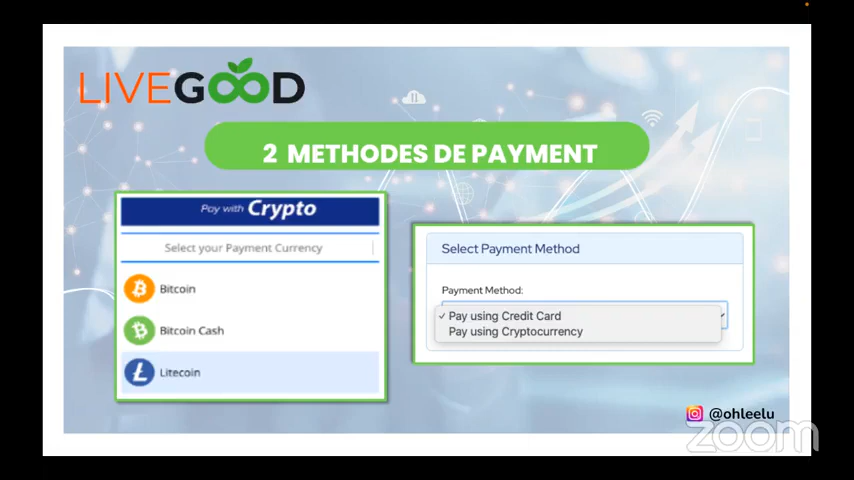 LIVEGOOD
2 METHODES DE PAYMENT
Pay with Crypto
Select your Payment Currency
Bitcoin
Bitcoin Cash
Litecoin
Select Payment Method
Payment Method:
✓ Pay using Credit Card
Pay using Cryptocurrency
@ohleelu
zoom